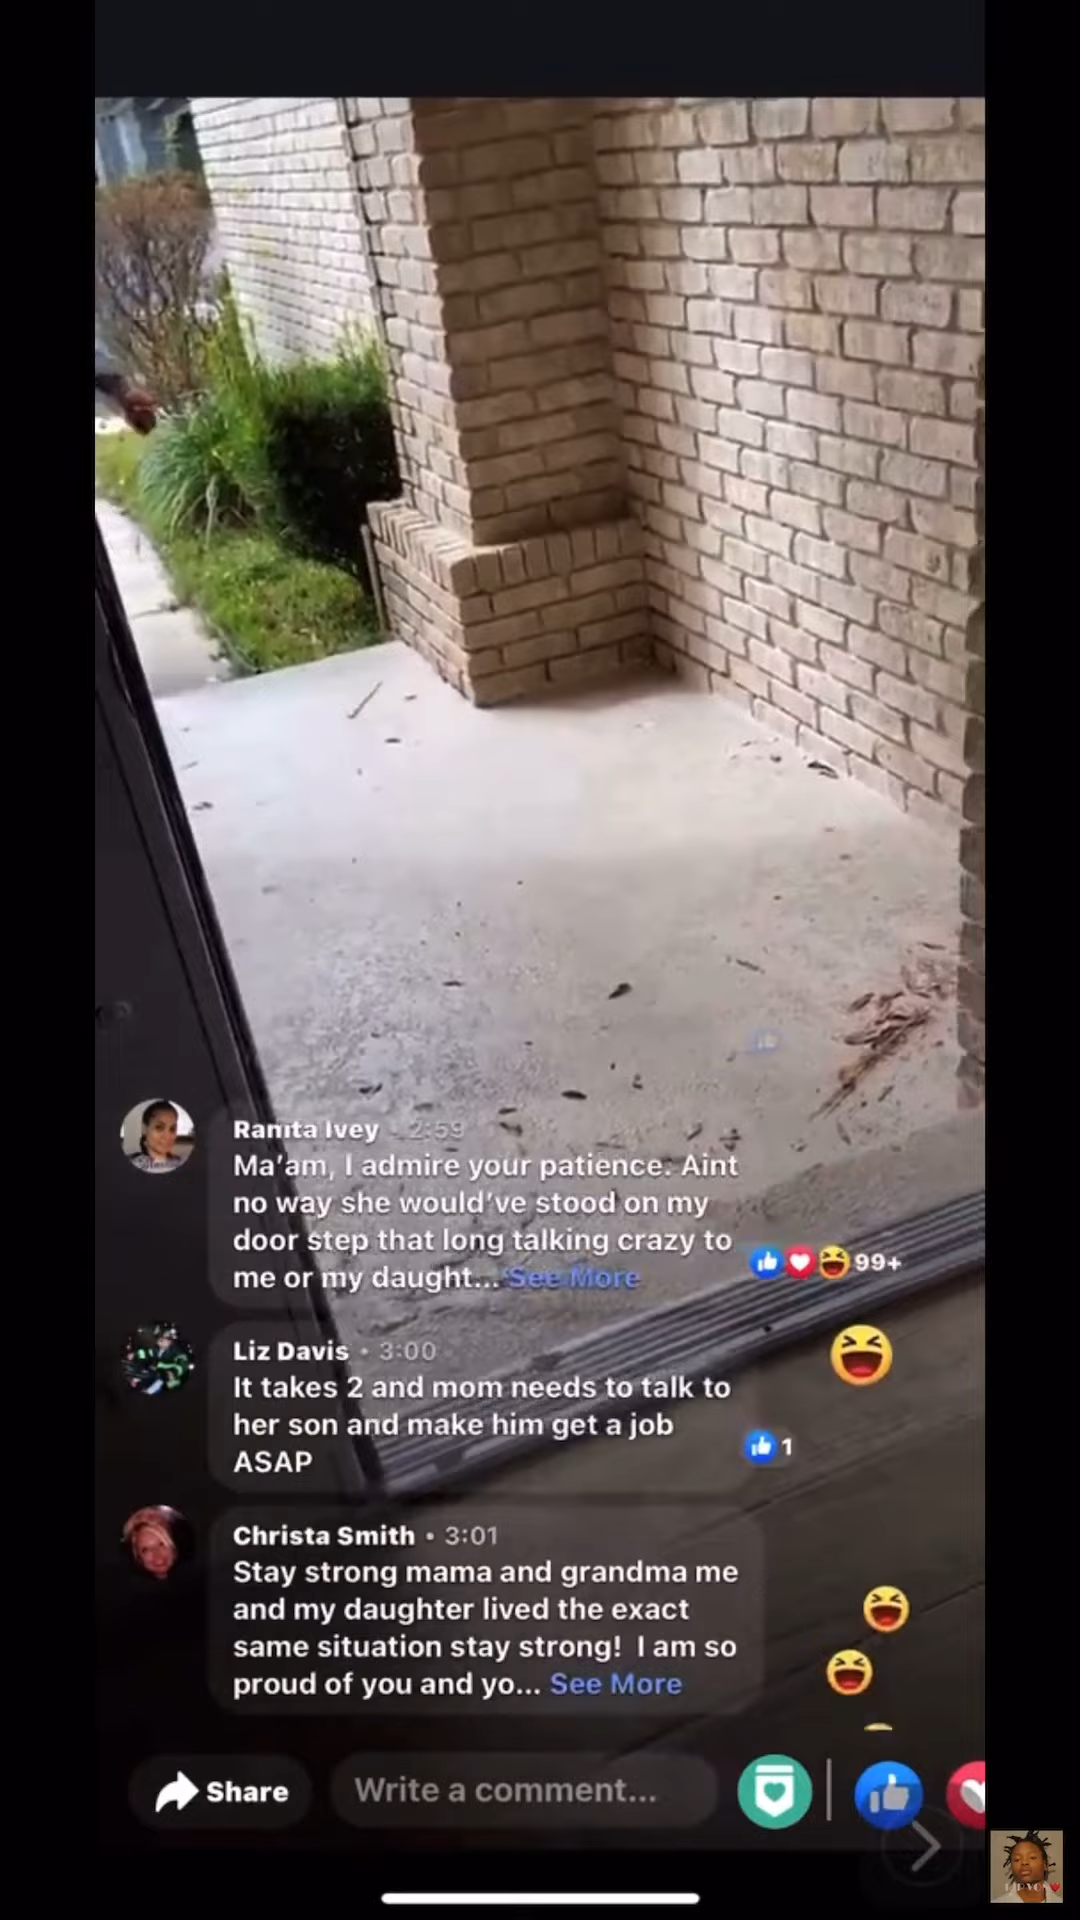 Ranita Ivey • 2:59
Ma’am, I admire your patience. Aint
no way she would’ve stood on my
door step that long talking crazy to
me or my daught... See More
99+
Liz Davis • 3:00
It takes 2 and mom needs to talk to
her son and make him get a job
ASAP
1
Christa Smith • 3:01
Stay strong mama and grandma me
and my daughter lived the exact
same situation stay strong!  I am so
proud of you and yo... See More
Share
Write a comment...